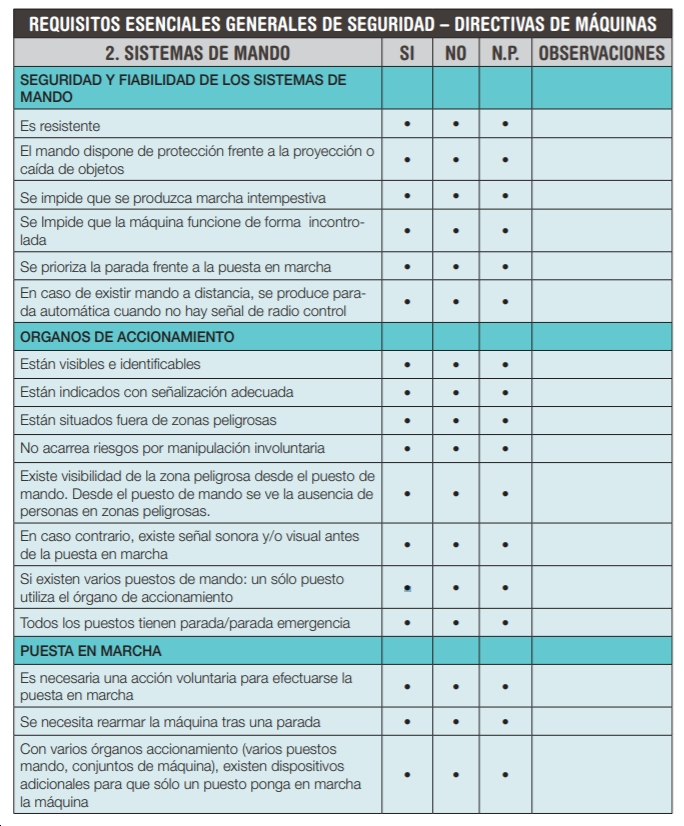 REQUISITOS ESENCIALES GENERALES DE SEGURIDAD – DIRECTIVAS DE MÁQUINAS
2. SISTEMAS DE MANDO SI NO N.P. OBSERVACIONES
SEGURIDAD Y FIABILIDAD DE LOS SISTEMAS DE
MANDO
Es resistente • • •
El mando dispone de protección frente a la proyección o
caída de objetos • • •
Se impide que se produzca marcha intempestiva • • •
Se Impide que la máquina funcione de forma incontro-
lada • • •
Se prioriza la parada frente a la puesta en marcha • • •
En caso de existir mando a distancia, se produce para-
da automática cuando no hay señal de radio control • • •
ORGANOS DE ACCIONAMIENTO
Están visibles e identificables • • •
Están indicados con señalización adecuada • • •
Están situados fuera de zonas peligrosas • • •
No acarrea riesgos por manipulación involuntaria • • •
Existe visibilidad de la zona peligrosa desde el puesto de
mando. Desde el puesto de mando se ve la ausencia de
personas en zonas peligrosas. • • •
En caso contrario, existe señal sonora y/o visual antes
de la puesta en marcha • • •
Si existen varios puestos de mando: un sólo puesto
utiliza el órgano de accionamiento • • •
Todos los puestos tienen parada/parada emergencia • • •
PUESTA EN MARCHA
Es necesaria una acción voluntaria para efectuarse la
puesta en marcha • • •
Se necesita rearmar la máquina tras una parada • • •
Con varios órganos accionamiento (varios puestos
mando, conjuntos de máquina), existen dispositivos
adicionales para que sólo un puesto ponga en marcha
la máquina • • •